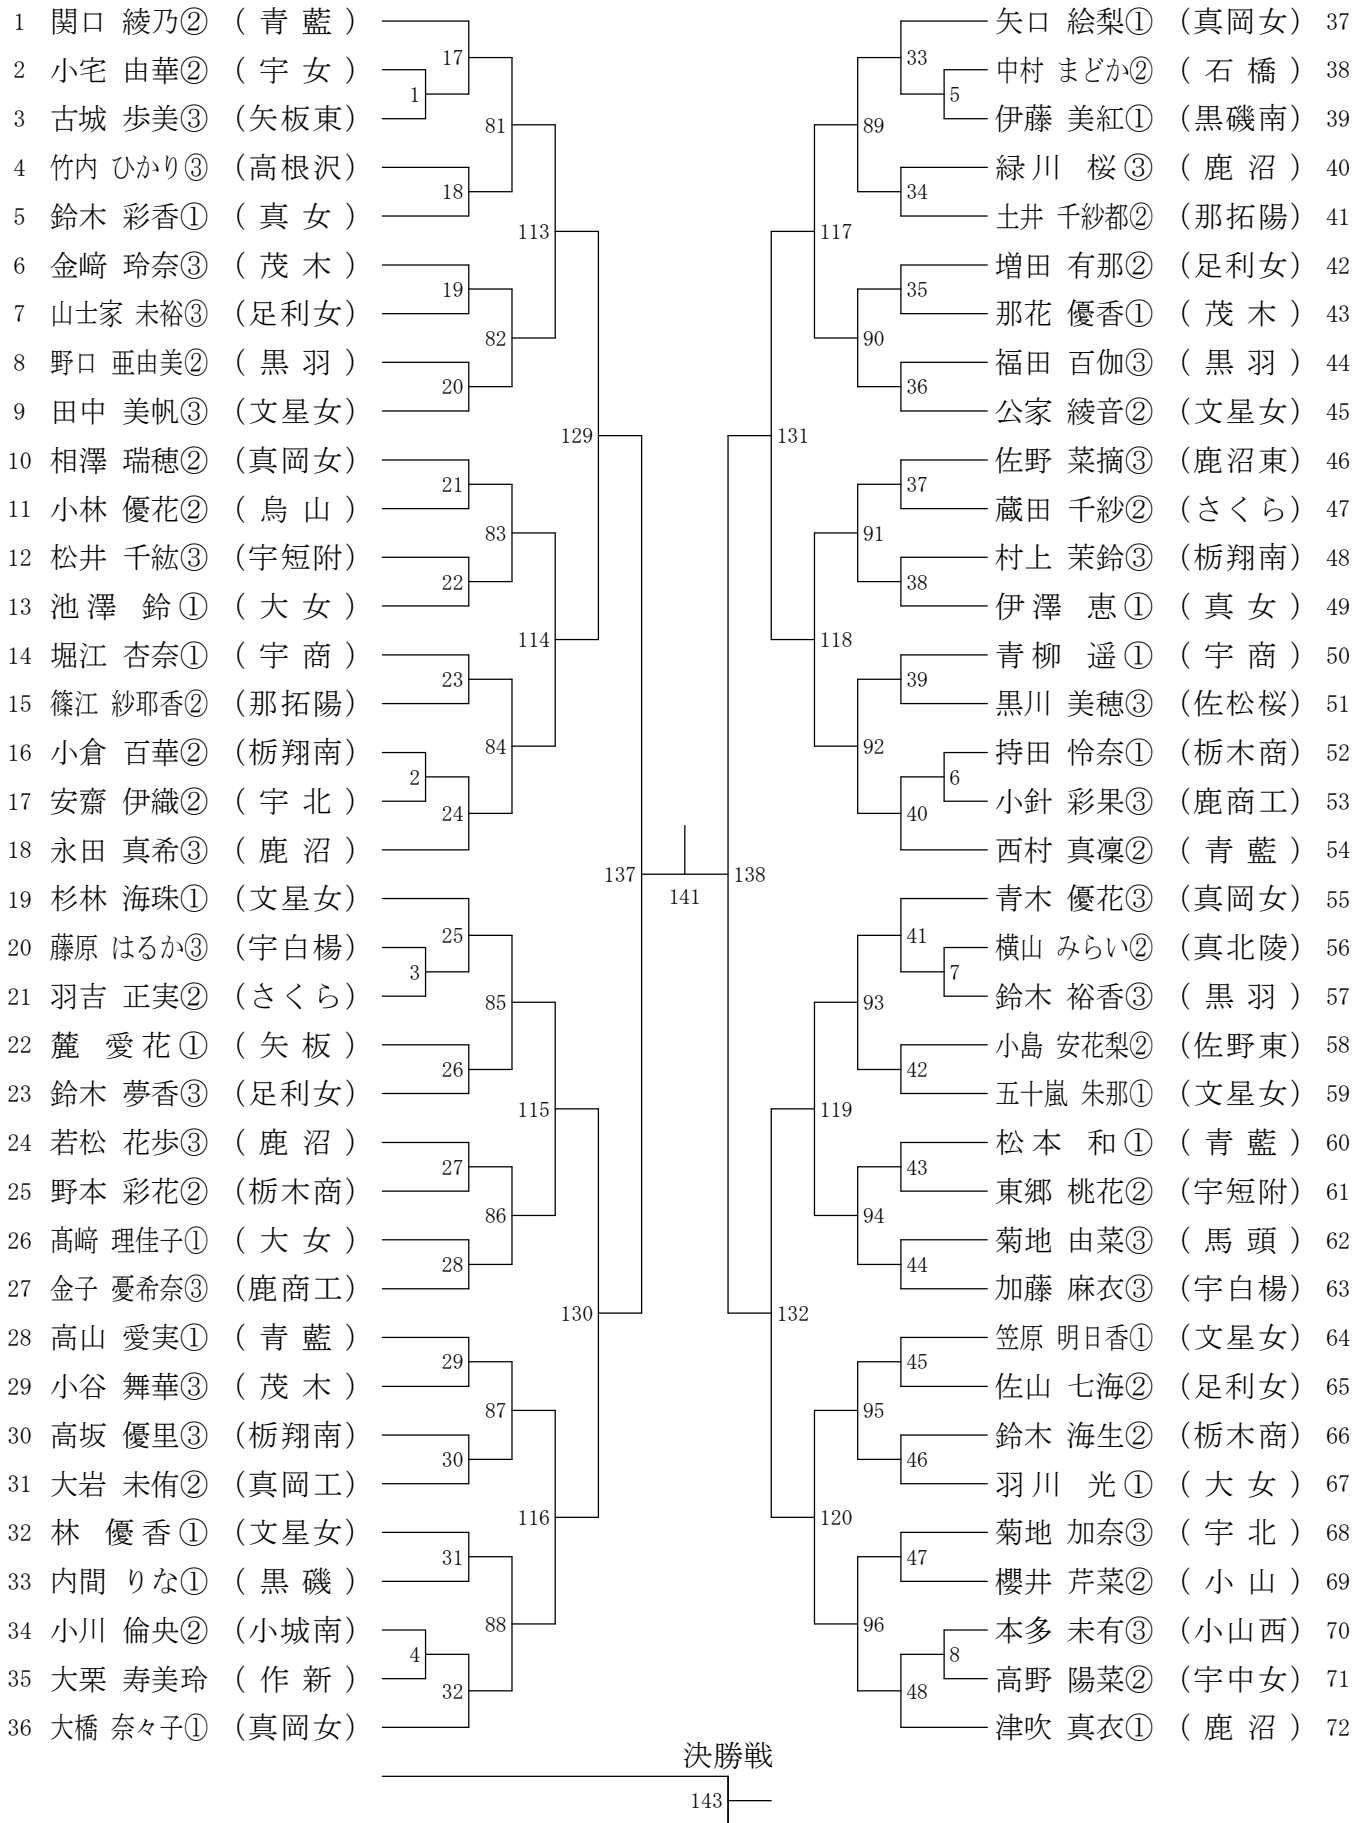 1 関口 綾乃② ( 青 藍 )
2 小宅 由華② ( 宇 女 )
3 古城 歩美③ (矢板東)
4 竹内 ひかり③ (高根沢)
5 鈴木 彩香① ( 真 女 )
6 金﨑 玲奈③ ( 茂 木 )
7 山士家 未裕③ (足利女)
8 野口 亜由美② ( 黒 羽 )
9 田中 美帆③ (文星女)
10 相澤 瑞穂② (真岡女)
11 小林 優花② ( 烏 山 )
12 松井 千紘③ (宇短附)
13 池澤 鈴① ( 大 女 )
14 堀江 杏奈① ( 宇 商 )
15 篠江 紗耶香② (那拓陽)
16 小倉 百華② (栃翔南)
17 安齋 伊織② ( 宇 北 )
18 永田 真希③ ( 鹿 沼 )
19 杉林 海珠① (文星女)
20 藤原 はるか③ (宇白楊)
21 羽吉 正実② (さくら)
22 麓 愛花① ( 矢 板 )
23 鈴木 夢香③ (足利女)
24 若松 花歩③ ( 鹿 沼 )
25 野本 彩花② (栃木商)
26 髙﨑 理佳子① ( 大 女 )
27 金子 憂希奈③ (鹿商工)
28 高山 愛実① ( 青 藍 )
29 小谷 舞華③ ( 茂 木 )
30 高坂 優里③ (栃翔南)
31 大岩 未侑② (真岡工)
32 林 優香① (文星女)
33 内間 りな① ( 黒 磯 )
34 小川 倫央② (小城南)
35 大栗 寿美玲 ( 作 新 )
36 大橋 奈々子① (真岡女)
1
2
3
4
17
18
19
20
21
22
23
24
25
26
27
28
29
30
31
32
81
82
83
84
85
86
87
88
113
114
115
116
129
130
137
141
138
131
132
117
118
119
120
89
90
91
92
93
94
95
96
33
34
35
36
37
38
39
40
41
42
43
44
45
46
47
48
5
6
7
8
矢口 絵梨① (真岡女) 37
中村 まどか② ( 石 橋 ) 38
伊藤 美紅① (黒磯南) 39
緑川 桜③ ( 鹿 沼 ) 40
土井 千紗都② (那拓陽) 41
増田 有那② (足利女) 42
那花 優香① ( 茂 木 ) 43
福田 百伽③ ( 黒 羽 ) 44
公家 綾音② (文星女) 45
佐野 菜摘③ (鹿沼東) 46
蔵田 千紗② (さくら) 47
村上 茉鈴③ (栃翔南) 48
伊澤 恵① ( 真 女 ) 49
青柳 遥① ( 宇 商 ) 50
黒川 美穂③ (佐松桜) 51
持田 怜奈① (栃木商) 52
小針 彩果③ (鹿商工) 53
西村 真凜② ( 青 藍 ) 54
青木 優花③ (真岡女) 55
横山 みらい② (真北陵) 56
鈴木 裕香③ ( 黒 羽 ) 57
小島 安花梨② (佐野東) 58
五十嵐 朱那① (文星女) 59
松本 和① ( 青 藍 ) 60
東郷 桃花② (宇短附) 61
菊地 由菜③ ( 馬 頭 ) 62
加藤 麻衣③ (宇白楊) 63
笠原 明日香① (文星女) 64
佐山 七海② (足利女) 65
鈴木 海生② (栃木商) 66
羽川 光① ( 大 女 ) 67
菊地 加奈③ ( 宇 北 ) 68
櫻井 芹菜② ( 小 山 ) 69
本多 未有③ (小山西) 70
高野 陽菜② (宇中女) 71
津吹 真衣① ( 鹿 沼 ) 72
決勝戦
143